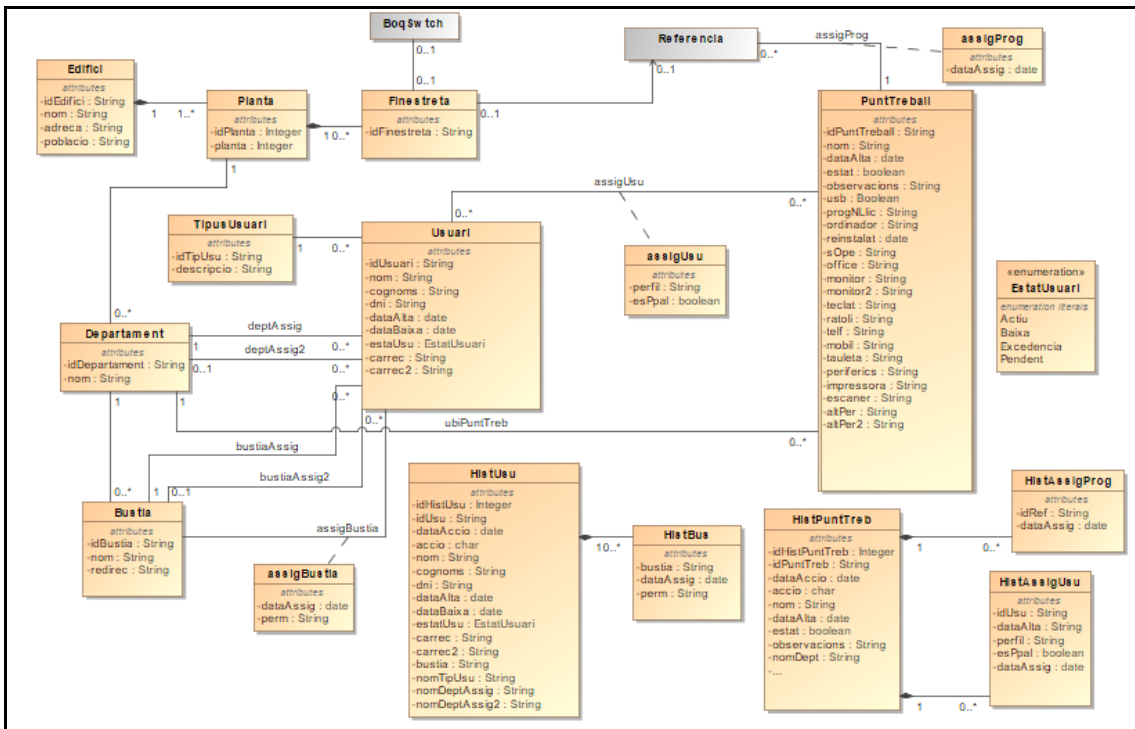 BoqSwitch
0..1
0..1
Referencia
0..1
0..*
assigProg
1
assigProg
attributes
-dataAssig : date
Edifici
attributes
-idEdifici : String
-nom : String
-adreca : String
-poblacio : String
1
1..*
Planta
attributes
-idPlanta : Integer
-planta : Integer
1
1
0..*
Finestreta
attributes
-idFinestreta : String
0..1
PuntTreball
attributes
-idPuntTreball : String
-nom : String
-dataAlta : date
-estat : boolean
-observacions : String
-usb : Boolean
-progNLlic : String
-ordinador : String
-reinstalat : date
-sOpe : String
-office : String
-monitor : String
-monitor2 : String
-teclat : String
-ratoli : String
-telf : String
-mobil : String
-tauleta : String
-periferics : String
-impressora : String
-escaner : String
-altPer : String
-altPer2 : String
assigUsu
0..*
0..*
assigUsu
attributes
-perfil : String
-esPpal : boolean
TipusUsuari
attributes
-idTipUsu : String
-descripcio : String
1
0..*
Usuari
attributes
-idUsuari : String
-nom : String
-cognoms : String
-dni : String
-dataAlta : date
-dataBaixa : date
-estaUsu : EstatUsuari
-carrec : String
-carrec2 : String
«enumeration»
EstatUsuari
enumeration literals
Actiu
Baixa
Excedencia
Pendent
0..*
Departament
attributes
-idDepartament : String
-nom : String
deptAssig
1
0..*
deptAssig2
0..1
0..*
1
1
0..*
0..*
ubiPuntTreb
0..*
bustiaAssig
bustiaAssig2
0..*
1
0..1
Bustia
attributes
-idBustia : String
-nom : String
-redirec : String
assigBustia
assigBustia
attributes
-dataAssig : date
-perm : String
HistUsu
attributes
-idHistUsu : Integer
-idUsu : String
-dataAccio : date
-accio : char
-nom : String
-cognoms : String
-dni : String
-dataAlta : date
-dataBaixa : date
-estatUsu : EstatUsuari
-carrec : String
-carrec2 : String
-bustia : String
-nomTipUsu : String
-nomDeptAssig : String
-nomDeptAssig2 : String
1
0..*
HistBus
attributes
-bustia : String
-dataAssig : date
-perm : String
HistPuntTreb
attributes
-idHistPuntTreb : Integer
-idPuntTreb : String
-dataAccio : date
-accio : char
-nom : String
-dataAlta : date
-estat : boolean
-observacions : String
-nomDept : String
-...
1
0..*
HistAssigProg
attributes
-idRef : String
-dataAssig : date
HistAssigUsu
attributes
-idUsu : String
-dataAlta : String
-perfil : String
-esPpal : boolean
-dataAssig : date
1
0..*